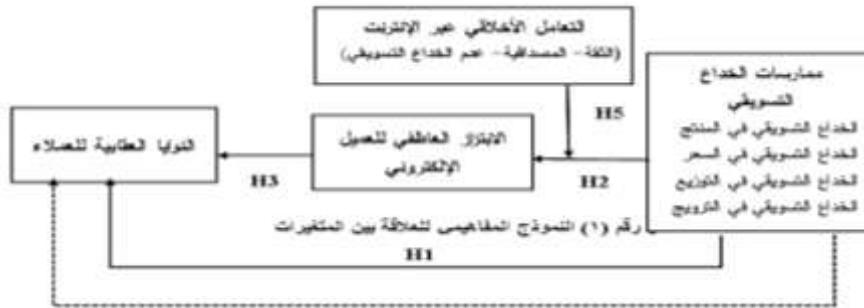 التعامل الأخلاقي عبر الإنترنت
(الثقة - المصداقية - عدم الخداع التسويقي)
ممارسات الخداع
التسويقي
الخداع التسويقي في المنتج
الخداع التسويقي في السعر
الخداع التسويقي في التوزيع
الخداع التسويقي في الترويج
H5
H2
الابتزاز العاطفي للعميل
الإلكتروني
H3
النوايا العقابية للعملاء
رقم (١) النموذج المفاهيمى للعلاقة بين المتغيرات
H1